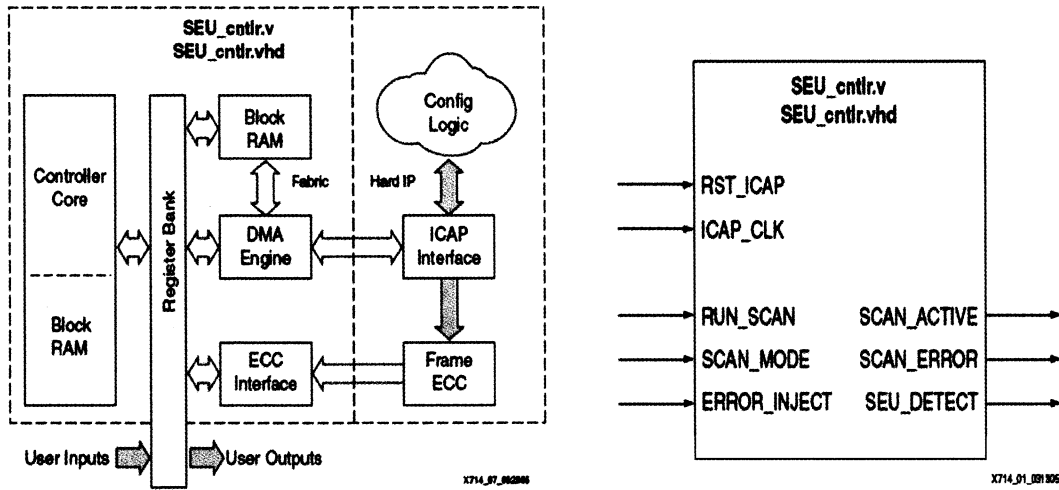 SEU_cntlr.v
SEU_cntlr.vhd
Block
RAM
Config
Logic
Controller
Core
Fabric
Hard IP
Register Bank
DMA
Engine
ICAP
Interface
Block
RAM
ECC
Interface
Frame
ECC
User Inputs
User Outputs
SEU_cntlr.v
SEU_cntlr.vhd
RST_ICAP
ICAP_CLK
RUN_SCAN SCAN_ACTIVE
SCAN_MODE SCAN_ERROR
ERROR_INJECT SEU_DETECT